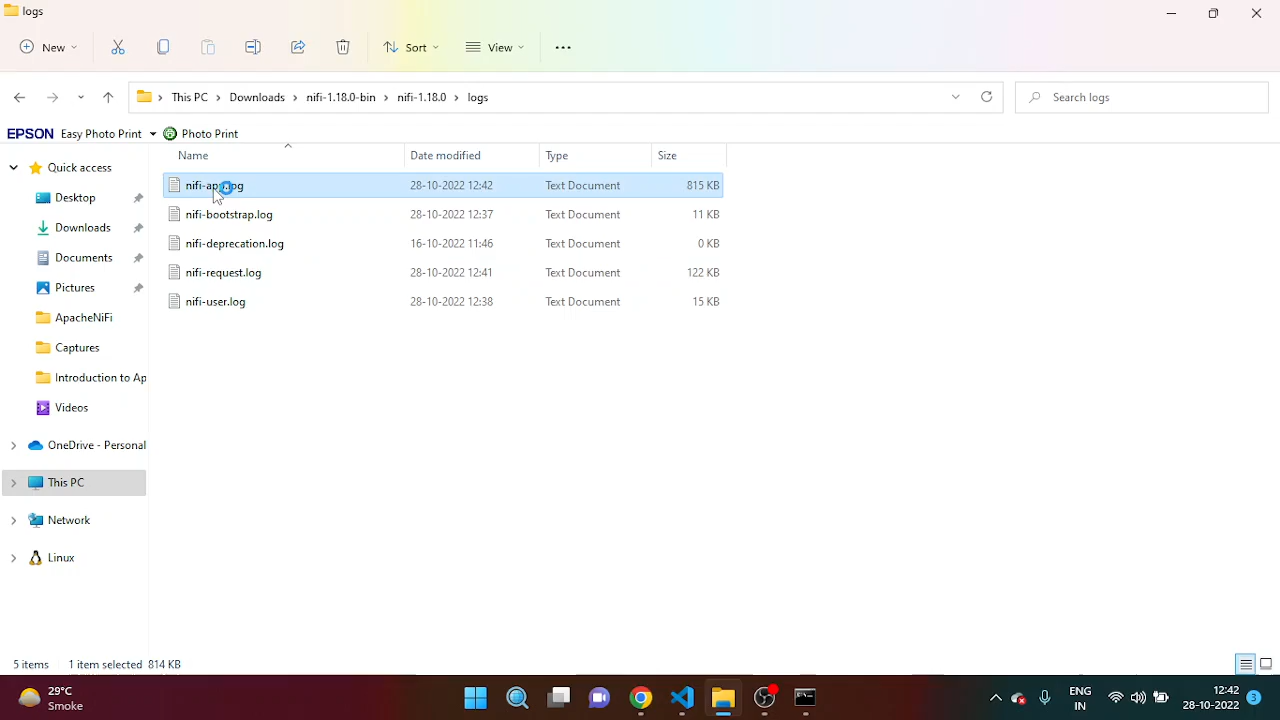 logs
New
Sort
View
This PC
Downloads
nifi-1.18.0-bin
nifi-1.18.0
logs
Search logs
EPSON Easy Photo Print
Photo Print
Name
Date modified
Type
Size
Quick access
Desktop
Downloads
Documents
Pictures
ApacheNiFi
Captures
Introduction to Ap
Videos
OneDrive - Personal
This PC
Network
Linux
nifi-app.log 28-10-2022 12:42 Text Document 815 KB
nifi-bootstrap.log 28-10-2022 12:37 Text Document 11 KB
nifi-deprecation.log 16-10-2022 11:46 Text Document 0 KB
nifi-request.log 28-10-2022 12:41 Text Document 122 KB
nifi-user.log 28-10-2022 12:38 Text Document 15 KB
5 items 1 item selected 814 KB
29°C
Smoke
ENG
IN
12:42
28-10-2022
3